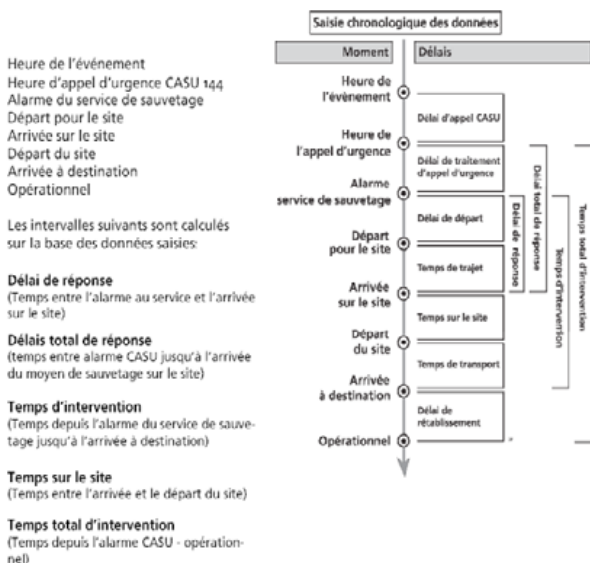 Heure de l'événement
Heure d'appel d'urgence CASU 144
Alarme du service de sauvetage
Départ pour le site
Arrivée sur le site
Départ du site
Arrivée à destination
Opérationnel
Les intervalles suivants sont calculés
sur la base des données saisies:
Délai de réponse
(Temps entre l'alarme au service et l'arrivée
sur le site)
Délais total de réponse
(temps entre alarme CASU jusqu'à l'arrivée
du moyen de sauvetage sur le site)
Temps d'intervention
(Temps depuis l'alarme du service de sauve-
tage jusqu'à l'arrivée à destination)
Temps sur le site
(Temps entre l'arrivée et le départ du site)
Temps total d'intervention
(Temps depuis l'alarme CASU - opération-
nel)
Saisie chronologique des données
Moment
Délais
Heure de
l'évènement
Délai d'appel CASU
Heure de
l'appel d'urgence
Délai de traitement
d'appel d'urgence
Alarme
service de sauvetage
Délai de départ
Départ
pour le site
Temps de trajet
Arrivée
sur le site
Temps sur le site
Départ
du site
Temps de transport
Arrivée
à destination
Délai de
rétablissement
Opérationnel
Délai de réponse
Délai total de réponse
Temps d'intervention
Temps total d'intervention